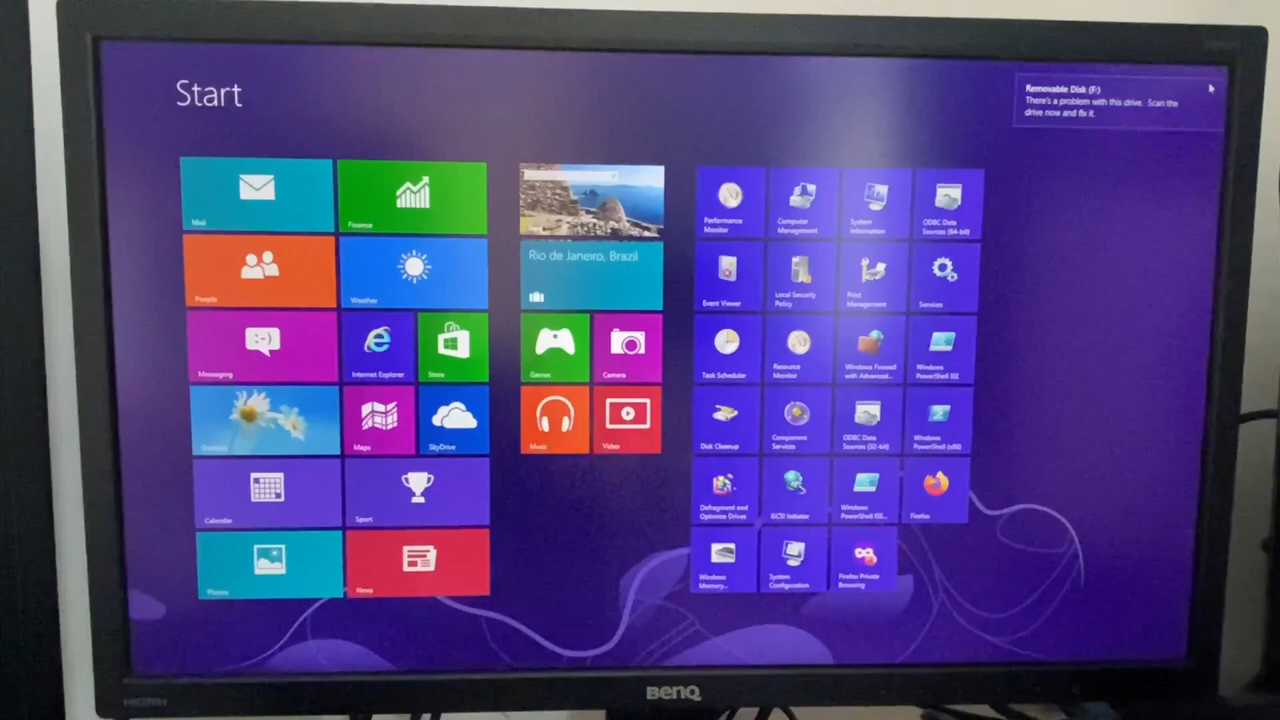 Start
Removable Disk (F:)
There's a problem with this drive. Scan the
drive now and fix it.
Mail
Finance
People
Weather
Messaging
Internet Explorer
Store
Desktop
Maps
SkyDrive
Calendar
Sport
Photos
News
Rio de Janeiro, Brazil
Games
Camera
Music
Video
Performance
Monitor
Computer
Management
System
Information
ODBC Data
Sources (64-bit)
Event Viewer
Local Security
Policy
Print
Management
Services
Task Scheduler
Resource
Monitor
Windows Firewall
with Advanced...
Windows
PowerShell ISE
Disk Cleanup
Component
Services
ODBC Data
Sources (32-bit)
Windows
PowerShell (x86)
Defragment and
Optimize Drives
iSCSI Initiator
Windows
PowerShell ISE...
Firefox
Windows
Memory...
System
Configuration
Firefox Private
Browsing
HDMI
BenQ